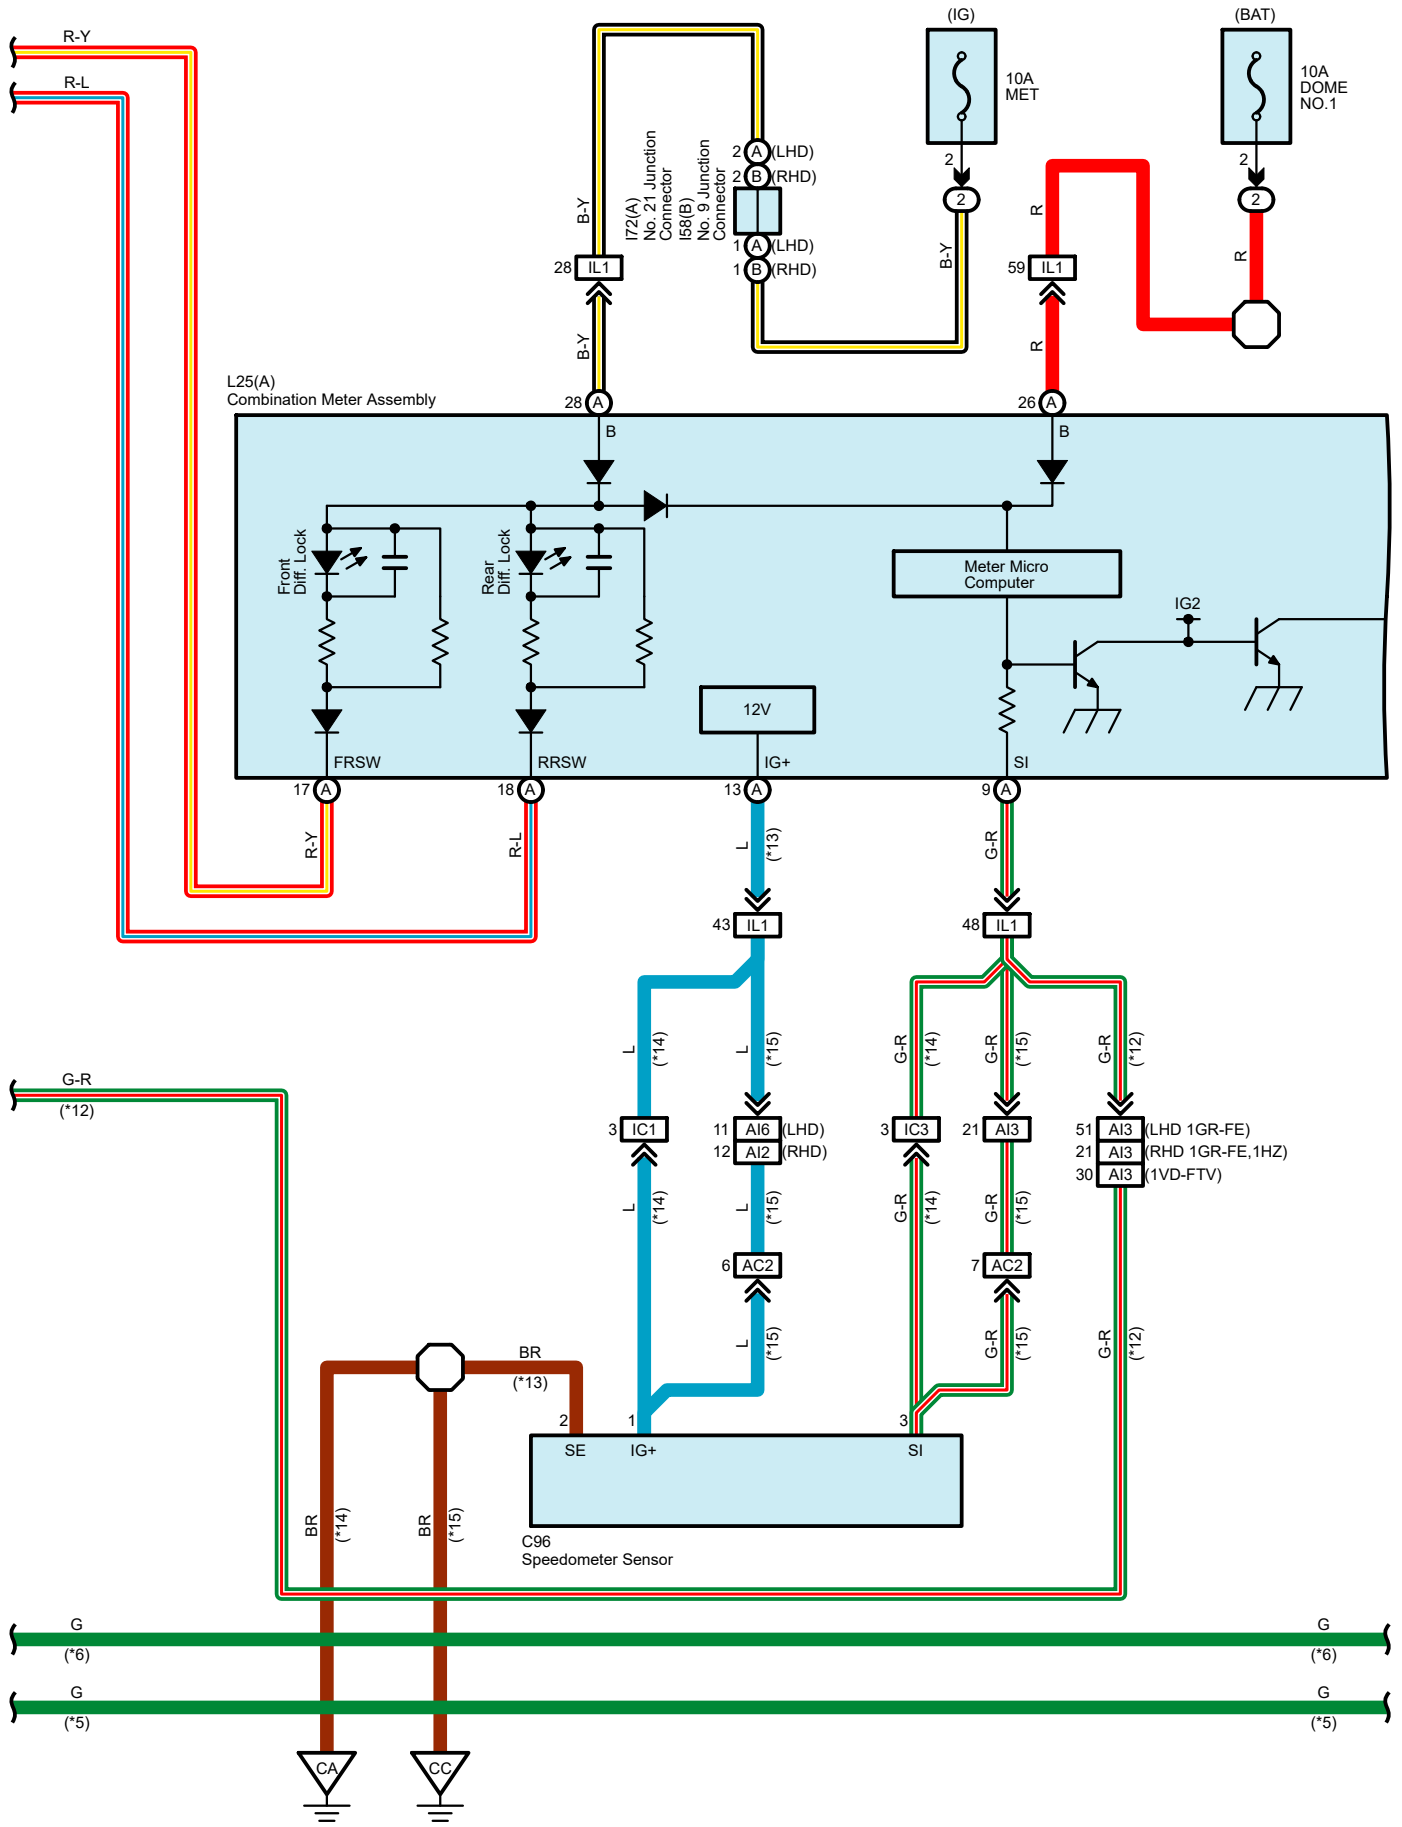 (IG)
(BAT)
R-Y
R-L
10A
MET
10A
DOME
NO.1
2
2
2
2
I72(A)
No. 21 Junction
Connector
I58(B)
No. 9 Junction
Connector
2 A (LHD)
2 B (RHD)
1 A (LHD)
1 B (RHD)
B-Y
B-Y
R
R
28 IL1
59 IL1
B-Y
R
L25(A)
Combination Meter Assembly
28 A
26 A
B
B
Front
Diff. Lock
Rear
Diff. Lock
Meter Micro
Computer
IG2
12V
FRSW
RRSW
IG+
SI
17 A
18 A
13 A
9 A
R-Y
R-L
L
(*13)
G-R
43 IL1
48 IL1
L
(*14)
L
(*15)
G-R
(*14)
G-R
(*15)
G-R
(*12)
G-R
(*12)
3 IC1
11 AI6 (LHD)
12 AI2 (RHD)
3 IC3
21 AI3
51 AI3 (LHD 1GR-FE)
21 AI3 (RHD 1GR-FE,1HZ)
30 AI3 (1VD-FTV)
L
(*14)
L
(*15)
G-R
(*14)
G-R
(*15)
6 AC2
7 AC2
L
(*15)
G-R
(*15)
G-R
(*12)
BR
(*13)
2
1
3
SE
IG+
SI
BR
(*14)
BR
(*15)
C96
Speedometer Sensor
G
(*6)
G
(*6)
G
(*5)
G
(*5)
CA
CC